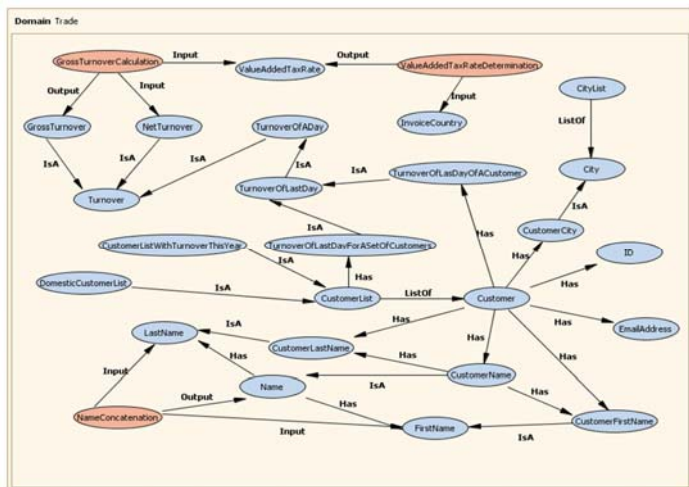 Domain Trade
GrossTurnoverCalculation
Input
Output
ValueAddedTaxRateDetermination
ValueAddedTaxRate
CityList
Output
Input
Input
ListOf
GrossTurnover
NetTurnover
TurnoverOfADay
InvoiceCountry
IsA
IsA
IsA
IsA
City
Turnover
TurnoverOfLastDay
IsA
TurnoverOfLasDayOfACustomer
IsA
IsA
Has
CustomerCity
CustomerListWithTurnoverThisYear
TurnoverOfLastDayForASetOfCustomers
Has
ID
IsA
Has
Has
DomesticCustomerList
IsA
CustomerList
ListOf
Customer
Has
LastName
IsA
Has
Has
EmailAddress
CustomerLastName
Has
Has
Input
Has
Name
IsA
CustomerName
Output
Has
Has
NameConcatenation
Input
FirstName
IsA
CustomerFirstName